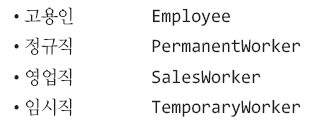 • 고용인 Employee
• 정규직 PermanentWorker
• 영업직 SalesWorker
• 임시직 TemporaryWorker